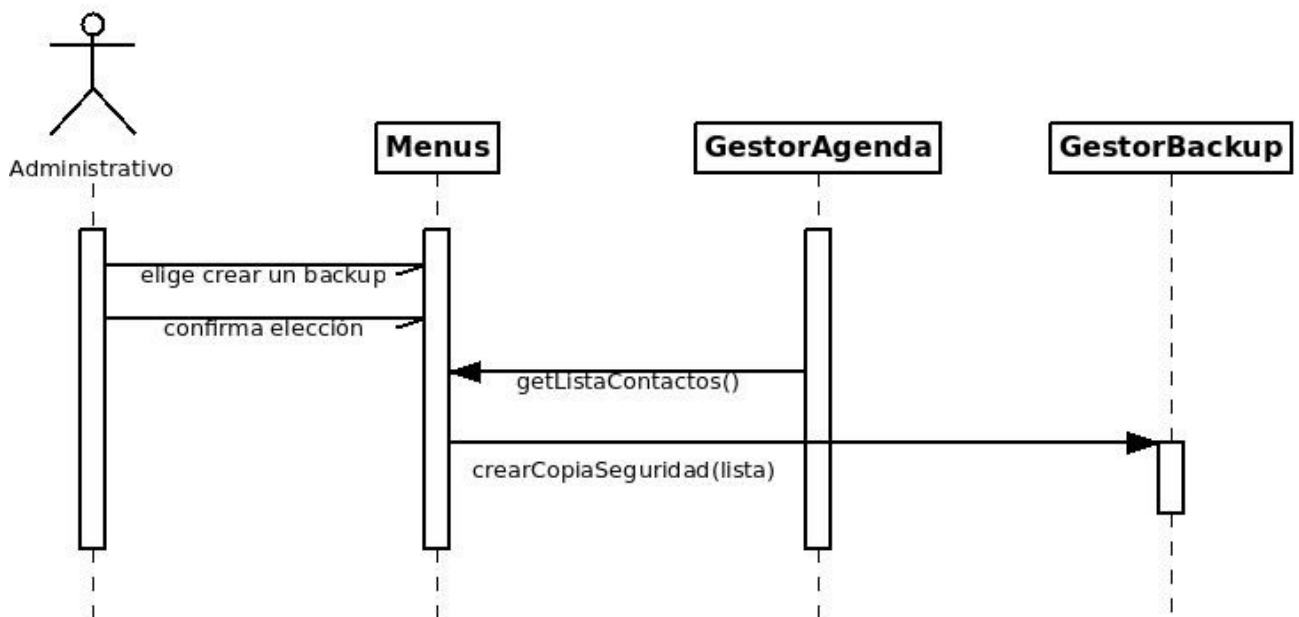 Administrativo
Menus
GestorAgenda
GestorBackup
elige crear un backup
confirma elección
getListaContactos()
crearCopiaSeguridad(lista)